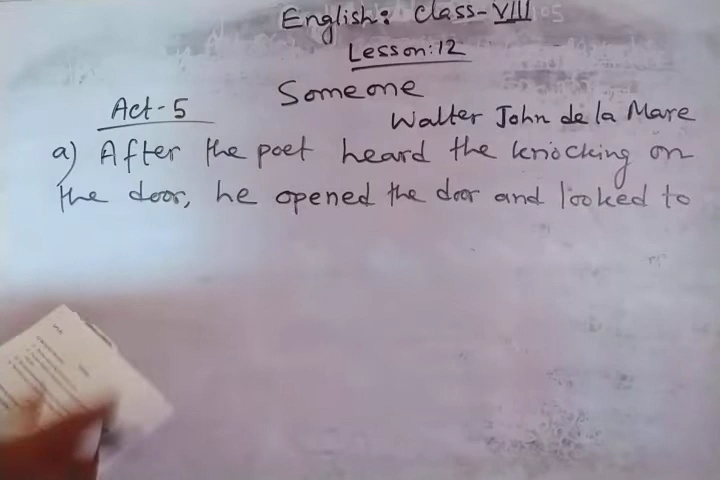 English: Class-VIII
Lesson:12
Someone
Act-5
Walter John de la Mare
a) After the poet heard the knocking on
the door, he opened the door and looked to